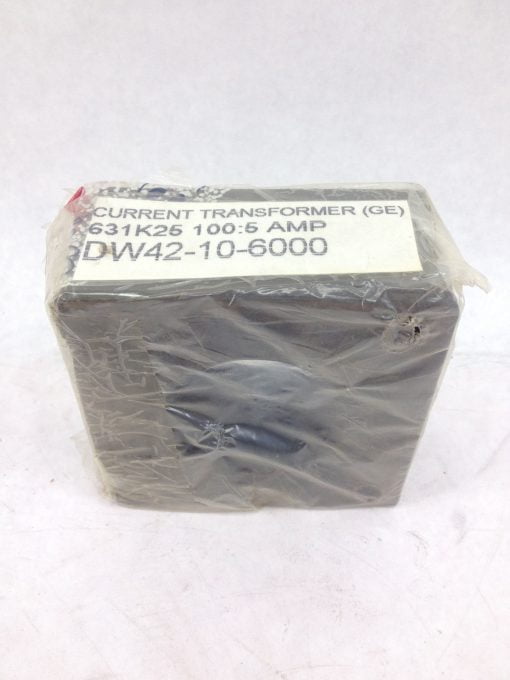 CURRENT TRANSFORMER (GE)
631K25 100:5 AMP
DW42-10-6000